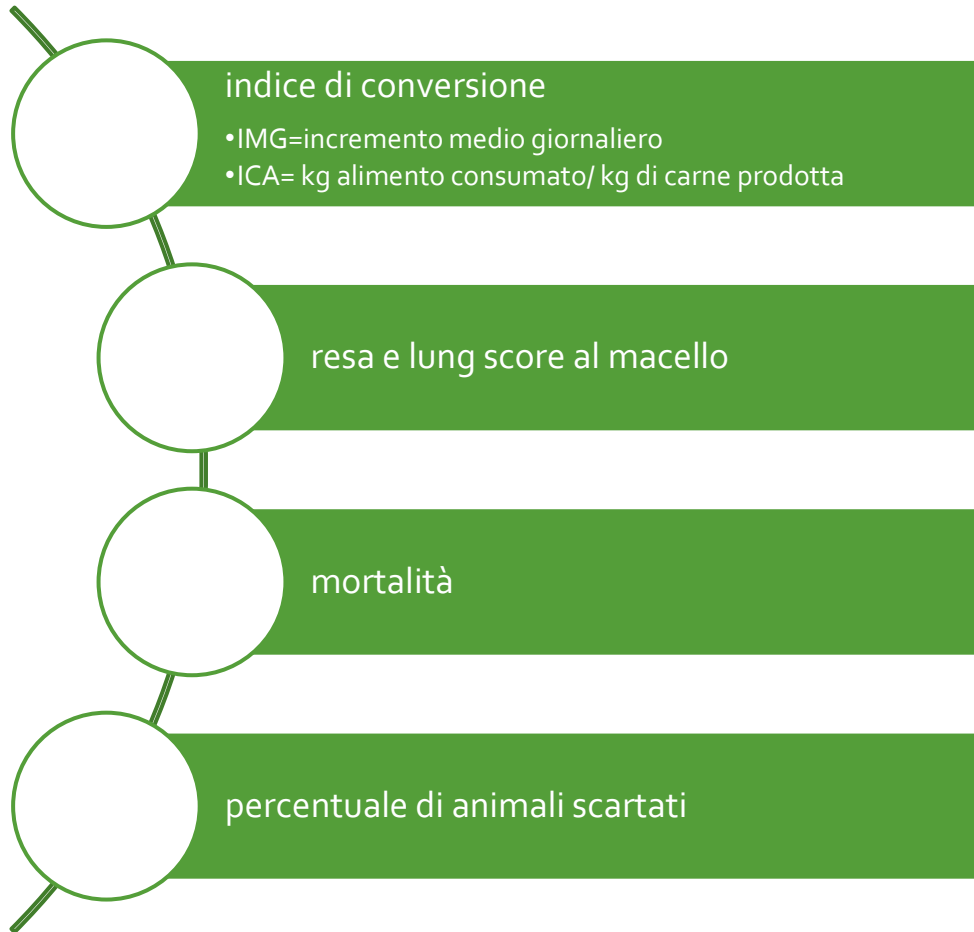 indice di conversione
•IMG=incremento medio giornaliero
•ICA= kg alimento consumato/ kg di carne prodotta
resa e lung score al macello
mortalità
percentuale di animali scartati